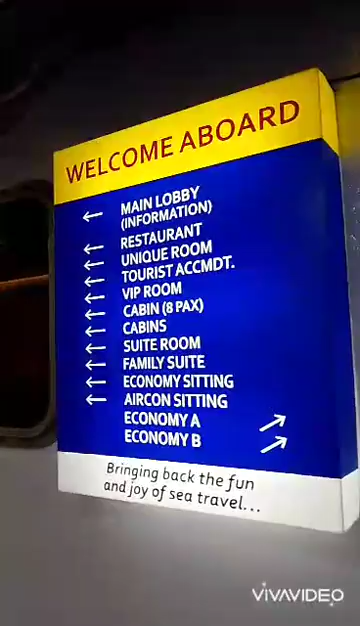 WELCOME ABOARD
← MAIN LOBBY
(INFORMATION)
← RESTAURANT
← UNIQUE ROOM
← TOURIST ACCMDT.
← VIP ROOM
← CABIN (8 PAX)
← CABINS
← SUITE ROOM
← FAMILY SUITE
← ECONOMY SITTING
← AIRCON SITTING
ECONOMY A ↗
ECONOMY B ↗
Bringing back the fun
and joy of sea travel...
VIVAVIDEO